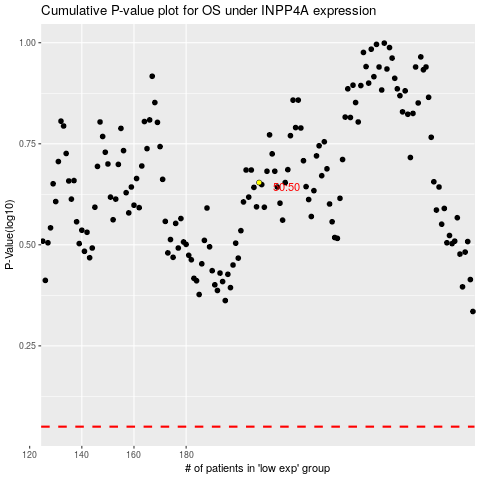 Cumulative P-value plot for OS under INPP4A expression
P-Value(log10)
1.00
0.75
0.50
0.25
50:50
120 140 160 180
# of patients in 'low exp' group